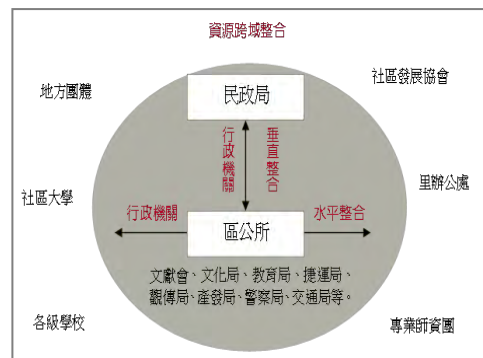 資源跨域整合
地方團體
社區發展協會
民政局
行政機關
垂直整合
社區大學
里辦公處
行政機關
區公所
水平整合
文獻會、文化局、教育局、捷運局、
觀傳局、產發局、警察局、交通局等。
各級學校
專業師資團